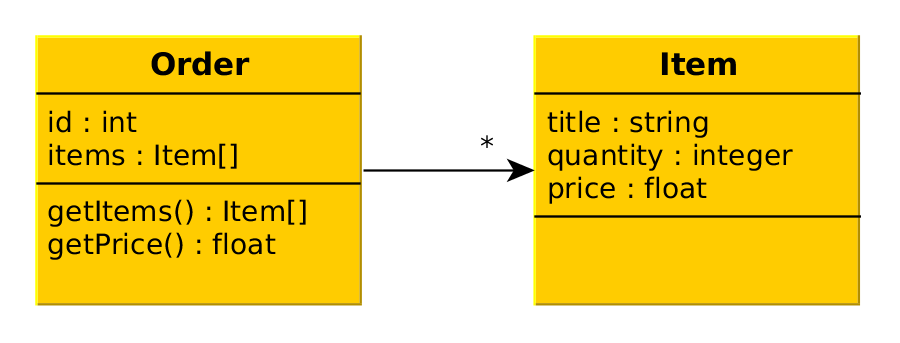 Order
id : int
items : Item[]
getItems() : Item[]
getPrice() : float
*
Item
title : string
quantity : integer
price : float